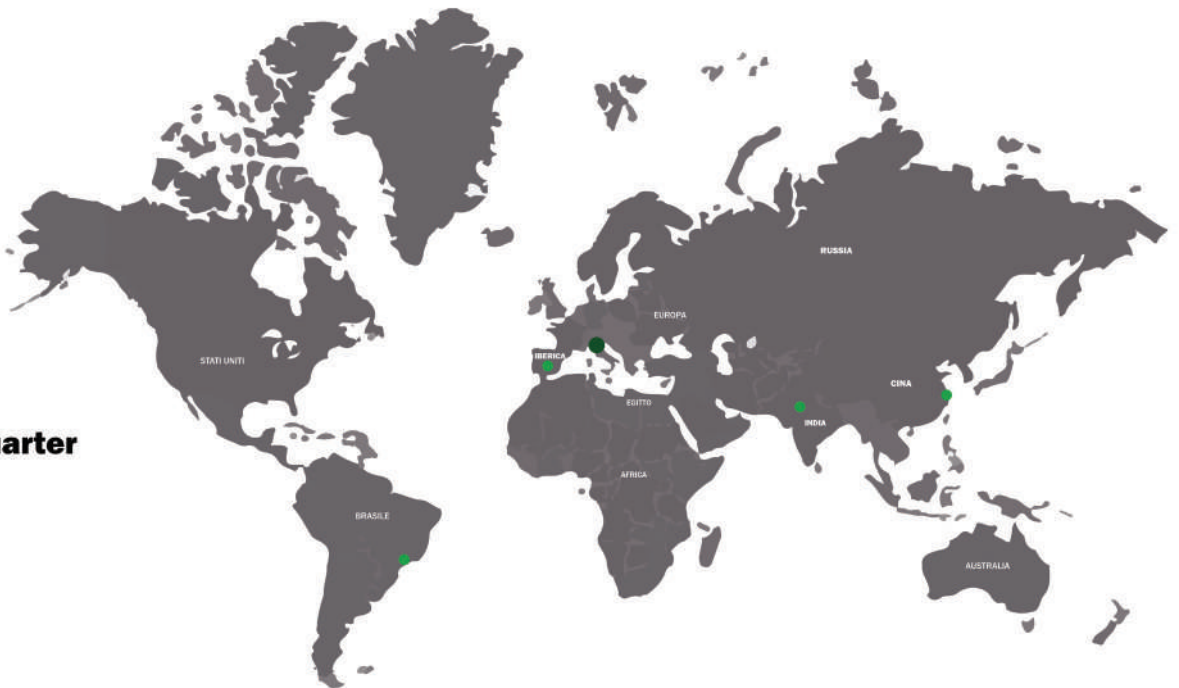 RUSSIA
EUROPA
IBERICA
STATI UNITI
CINA
EGITTO
INDIA
arter
AFRICA
BRASILE
AUSTRALIA